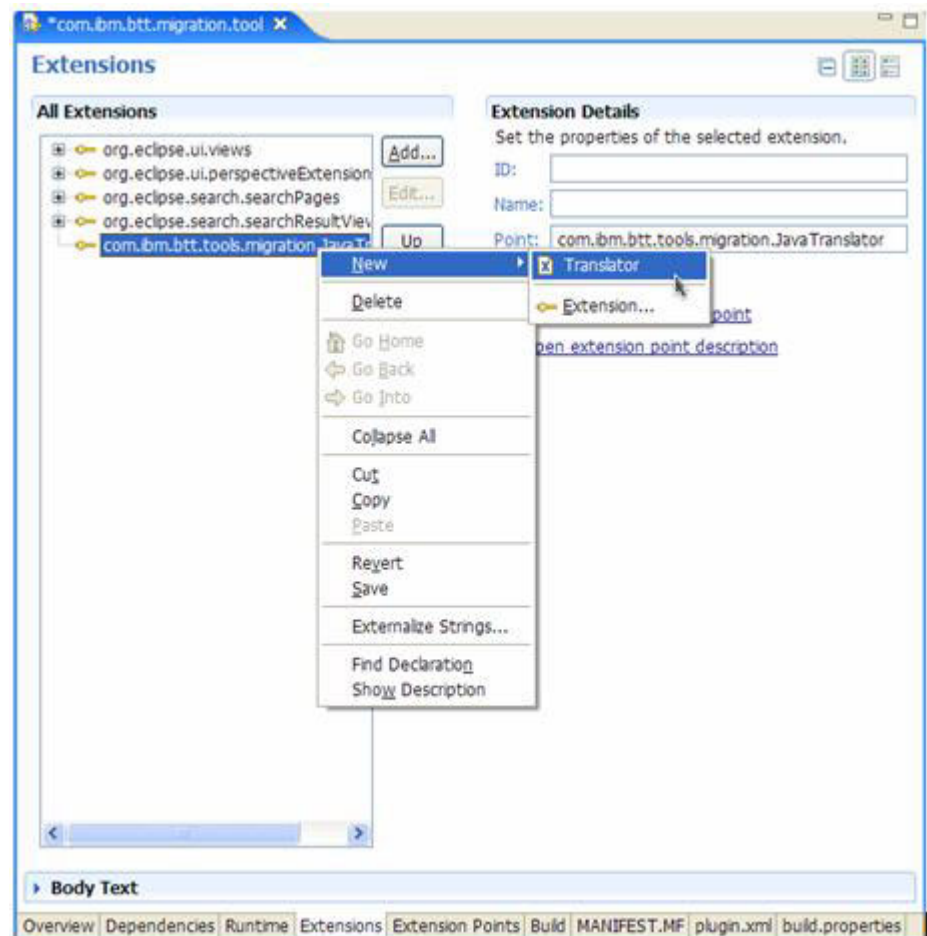 *com.ibm.btt.migration.tool
Extensions
All Extensions
org.eclipse.ui.views
org.eclipse.ui.perspectiveExtension
org.eclipse.search.searchPages
org.eclipse.search.searchResultView
com.ibm.btt.tools.migration.JavaTr
Add...
Edit...
Up
Extension Details
Set the properties of the selected extension.
ID:
Name:
Point: com.ibm.btt.tools.migration.JavaTranslator
point
pen extension point description
New
Delete
Go Home
Go Back
Go Into
Collapse All
Cut
Copy
Paste
Revert
Save
Externalize Strings...
Find Declaration
Show Description
Translator
Extension...
Body Text
Overview Dependencies Runtime Extensions Extension Points Build MANIFEST.MF plugin.xml build.properties